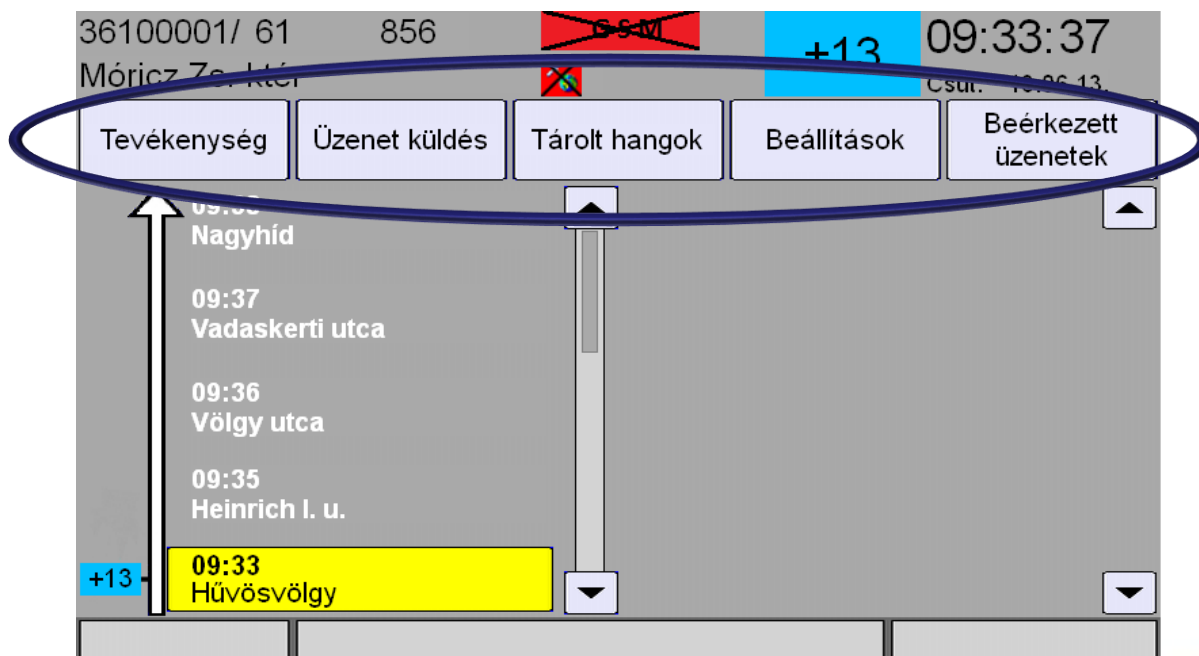 36100001/ 61 856 GSM +13 09:33:37
Móricz Zs. ktér Csüt.
Tevékenység Üzenet küldés Tárolt hangok Beállítások Beérkezett
üzenetek
Nagyhíd
09:37
Vadaskerti utca
09:36
Völgy utca
09:35
Heinrich I. u.
+13 09:33
Hűvösvölgy